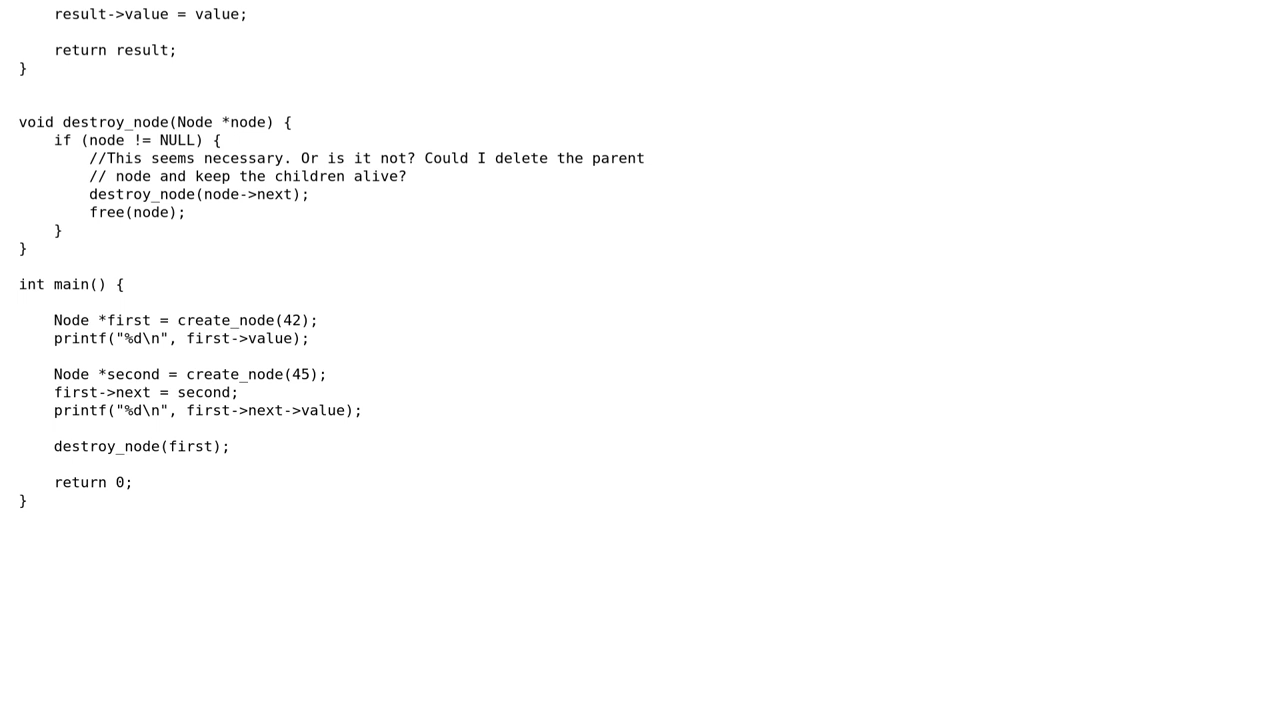 result->value = value;

    return result;
}


void destroy_node(Node *node) {
    if (node != NULL) {
        //This seems necessary. Or is it not? Could I delete the parent
        // node and keep the children alive?
        destroy_node(node->next);
        free(node);
    }
}

int main() {

    Node *first = create_node(42);
    printf("%d\n", first->value);

    Node *second = create_node(45);
    first->next = second;
    printf("%d\n", first->next->value);

    destroy_node(first);

    return 0;
}